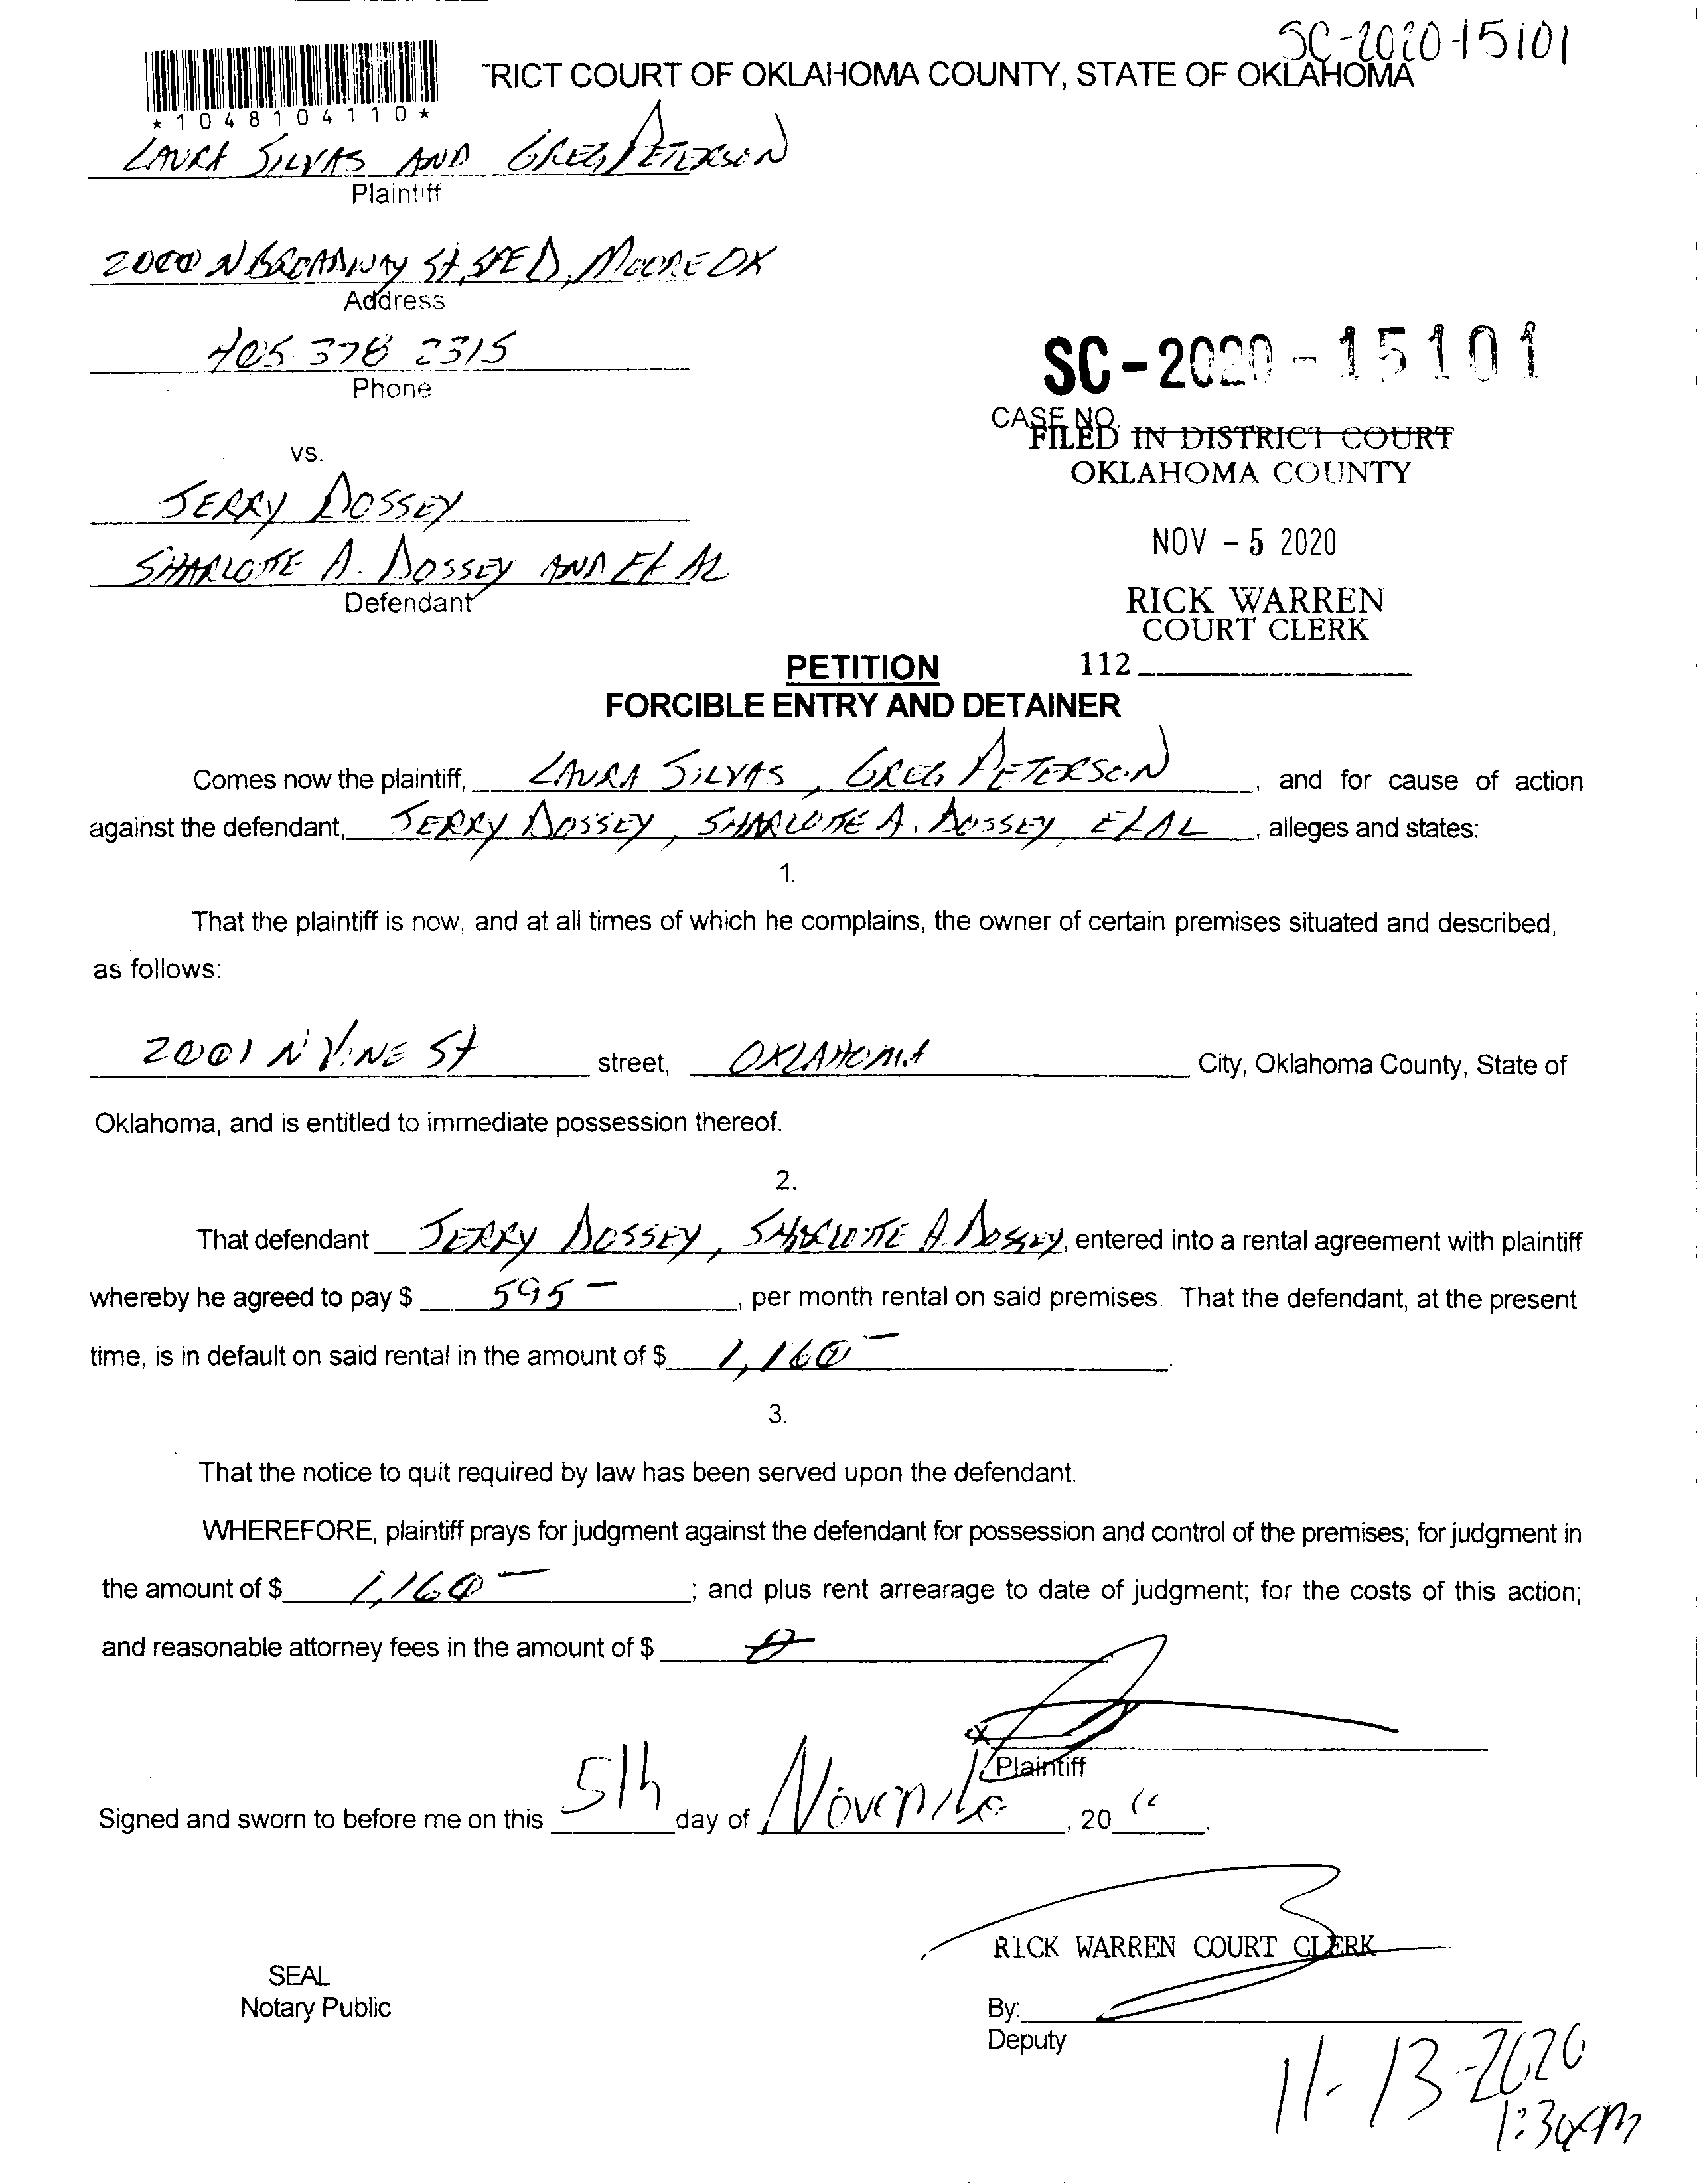 SC-2020-15101
TRICT COURT OF OKLAHOMA COUNTY, STATE OF OKLAHOMA
*1048104110*
LAURA SILVAS AND GREG PETERSON
Plaintiff
2000 N BROADWAY St, STE D, MOORE OK
Address
405 378 2315
Phone
SC-2020-15101
CASE NO.
FILED IN DISTRICT COURT
OKLAHOMA COUNTY
vs.
JERRY DOSSEY
NOV - 5 2020
SHARLOTTE A. DOSSEY AND Et AL
Defendant
RICK WARREN
COURT CLERK
112
PETITION
FORCIBLE ENTRY AND DETAINER
Comes now the plaintiff, LAURA SILVAS, GREG PETERSON, and for cause of action
against the defendant, JERRY DOSSEY, SHARLOTTE A. DOSSEY EtAL, alleges and states:
1.
That the plaintiff is now, and at all times of which he complains, the owner of certain premises situated and described,
as follows:
2001 N VINE St street, OKLAHOMA City, Oklahoma County, State of
Oklahoma, and is entitled to immediate possession thereof.
2.
That defendant JERRY DOSSEY, SHARLOTTE A. DOSSEY, entered into a rental agreement with plaintiff
whereby he agreed to pay $ 595 -, per month rental on said premises. That the defendant, at the present
time, is in default on said rental in the amount of $ 1,160 -.
3.
That the notice to quit required by law has been served upon the defendant.
WHEREFORE, plaintiff prays for judgment against the defendant for possession and control of the premises; for judgment in
the amount of $ 1,160 -; and plus rent arrearage to date of judgment; for the costs of this action;
and reasonable attorney fees in the amount of $
x
Plaintiff
Signed and sworn to before me on this 5th day of November, 20
RICK WARREN COURT CLERK
SEAL
Notary Public
By:
Deputy
11-13-2020
1:30pm